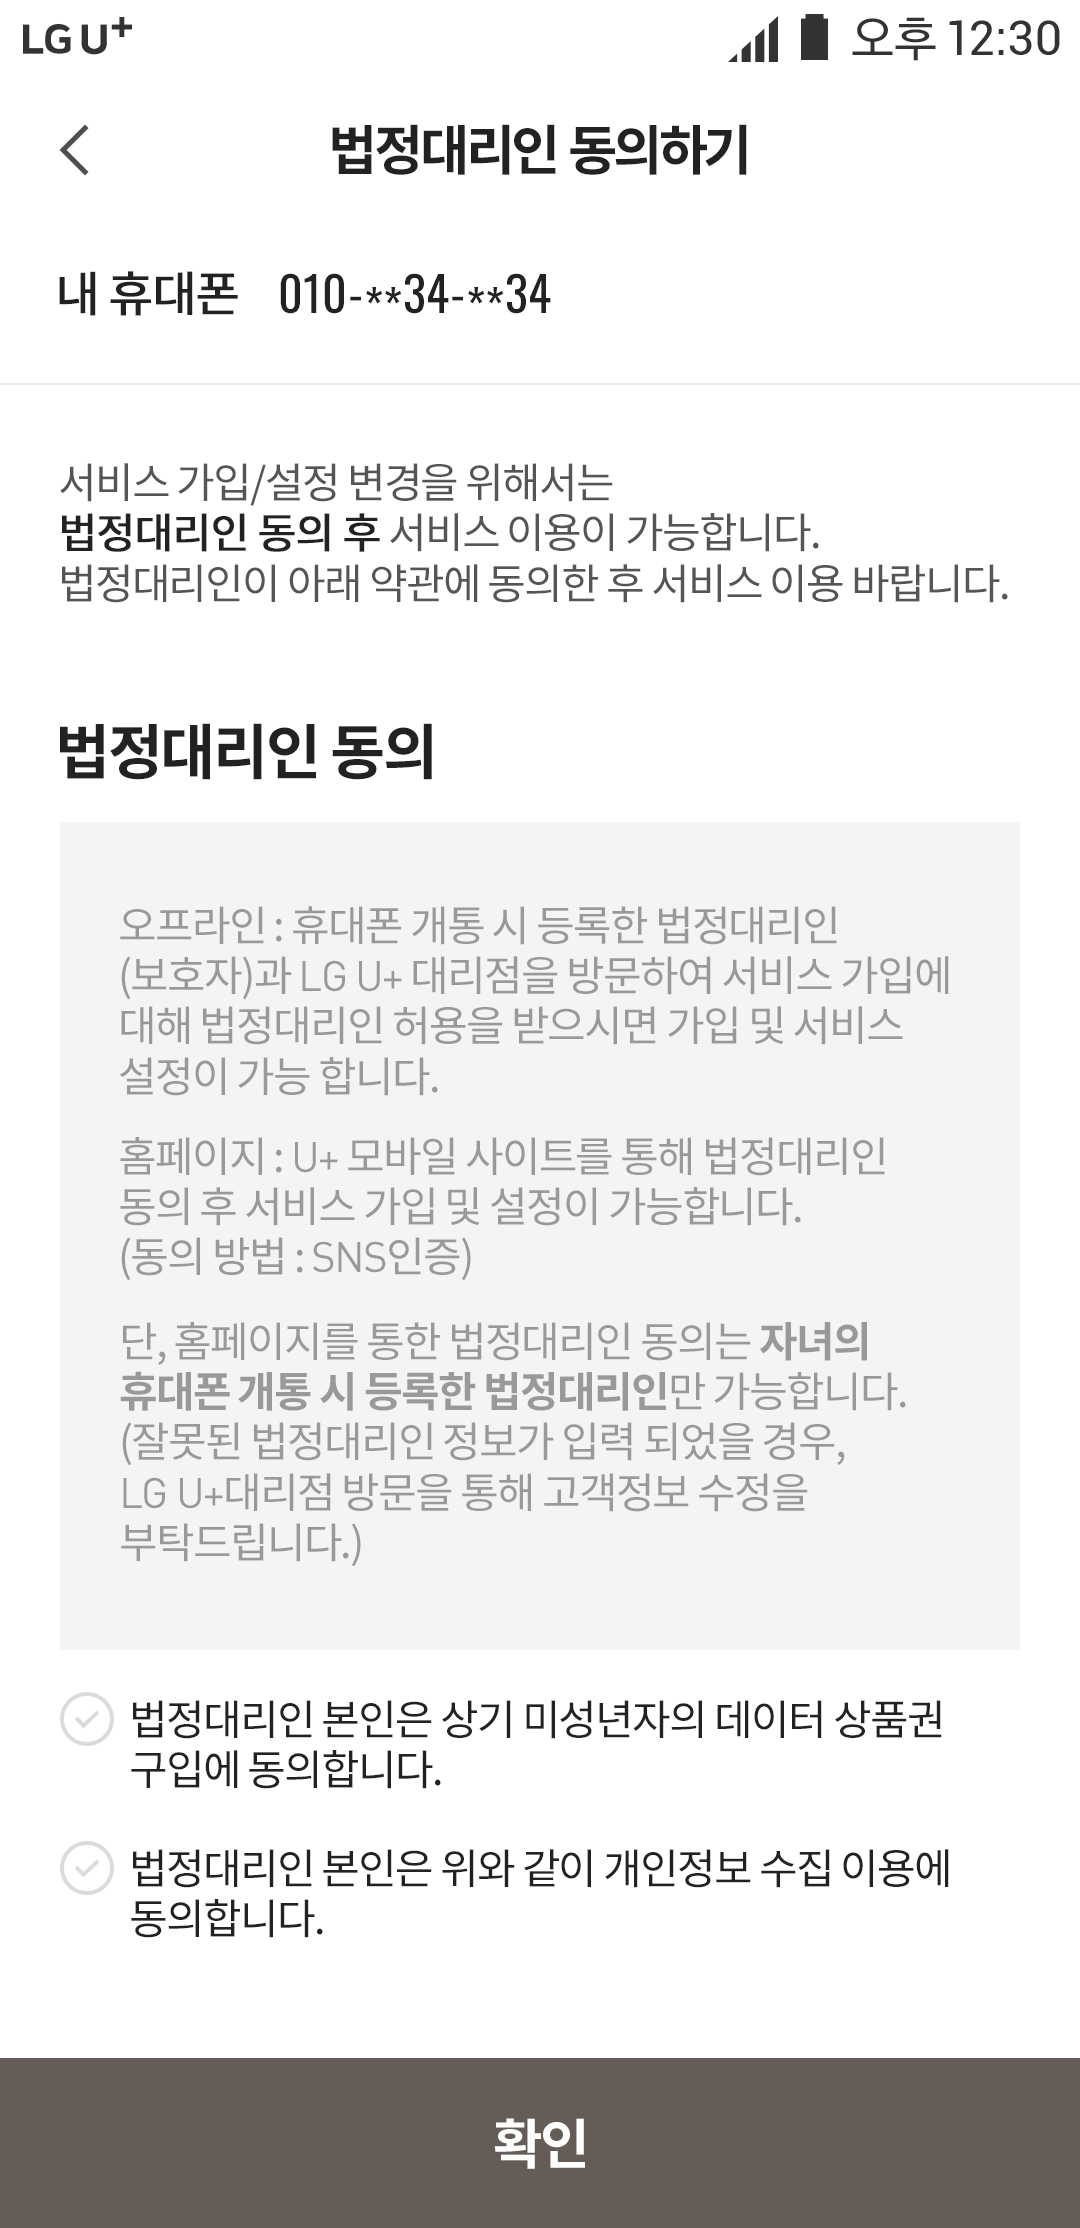 LG U+ 오후 12:30
법정대리인 동의하기
내 휴대폰 010-**34-**34
서비스 가입/설정 변경을 위해서는
법정대리인 동의 후 서비스 이용이 가능합니다.
법정대리인이 아래 약관에 동의한 후 서비스 이용 바랍니다.
법정대리인 동의
오프라인 : 휴대폰 개통 시 등록한 법정대리인
(보호자)과 LG U+ 대리점을 방문하여 서비스 가입에
대해 법정대리인 허용을 받으시면 가입 및 서비스
설정이 가능 합니다.
홈페이지 : U+ 모바일 사이트를 통해 법정대리인
동의 후 서비스 가입 및 설정이 가능합니다.
(동의 방법 : SNS인증)
단, 홈페이지를 통한 법정대리인 동의는 자녀의
휴대폰 개통 시 등록한 법정대리인만 가능합니다.
(잘못된 법정대리인 정보가 입력 되었을 경우,
LG U+대리점 방문을 통해 고객정보 수정을
부탁드립니다.)
법정대리인 본인은 상기 미성년자의 데이터 상품권
구입에 동의합니다.
법정대리인 본인은 위와 같이 개인정보 수집 이용에
동의합니다.
확인